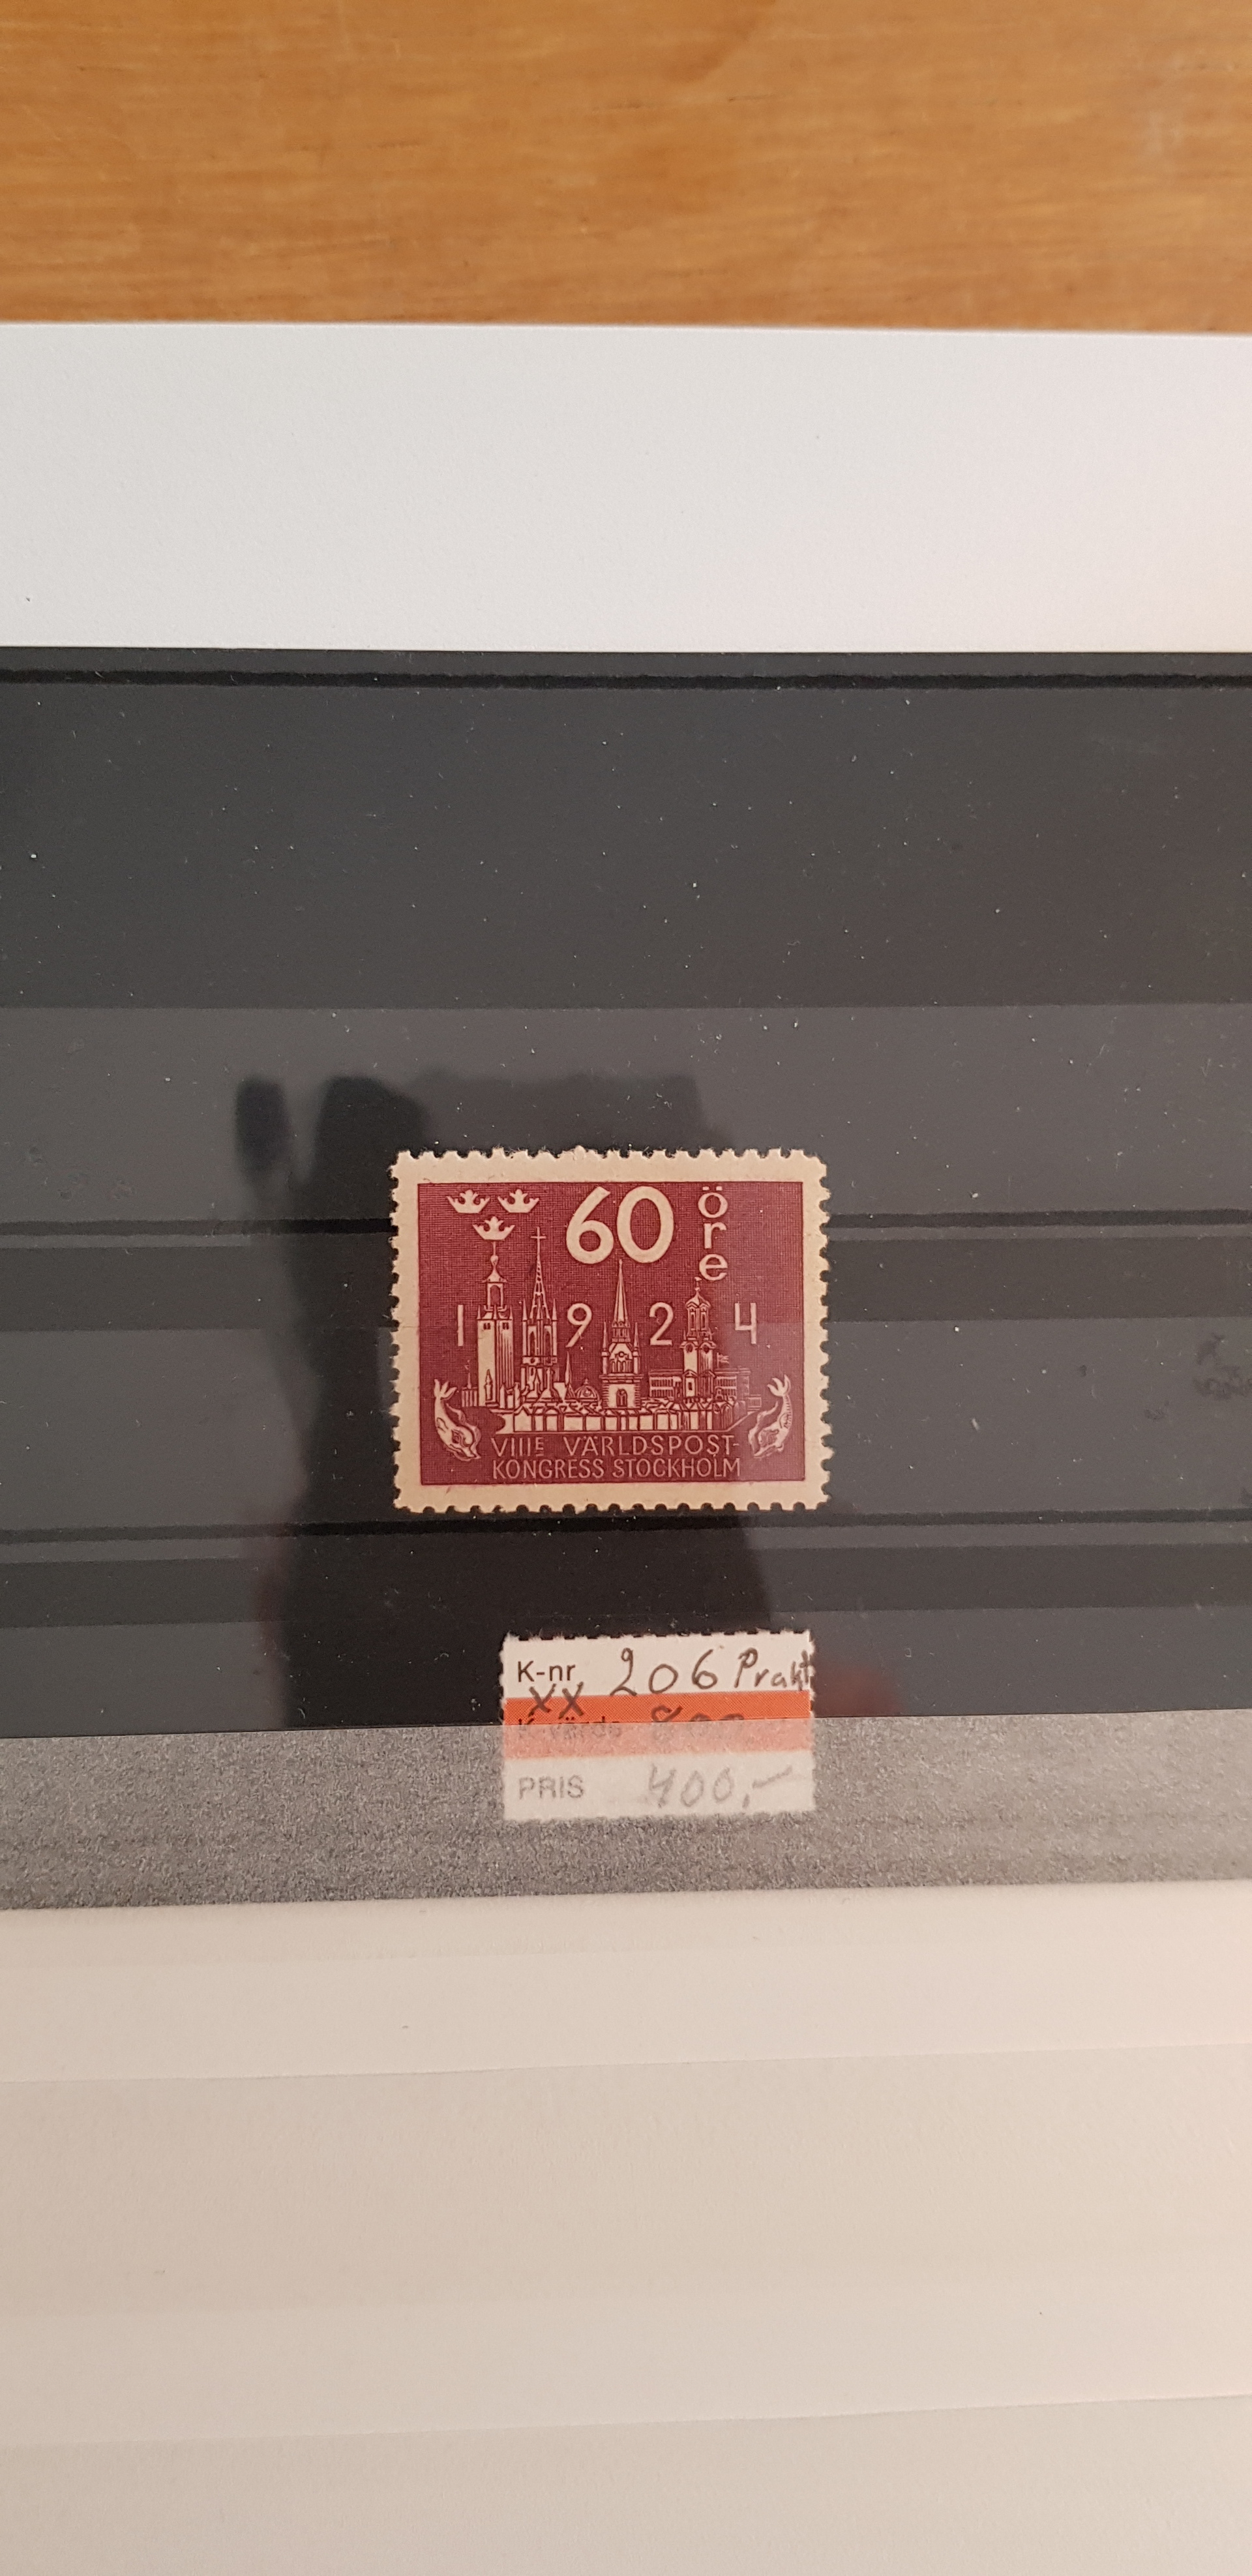 60 öre
1 9 2 4
VIIIE VÄRLDSPOST-
KONGRESS STOCKHOLM
K-nr 206 Prakt
XX
PRIS 400,-